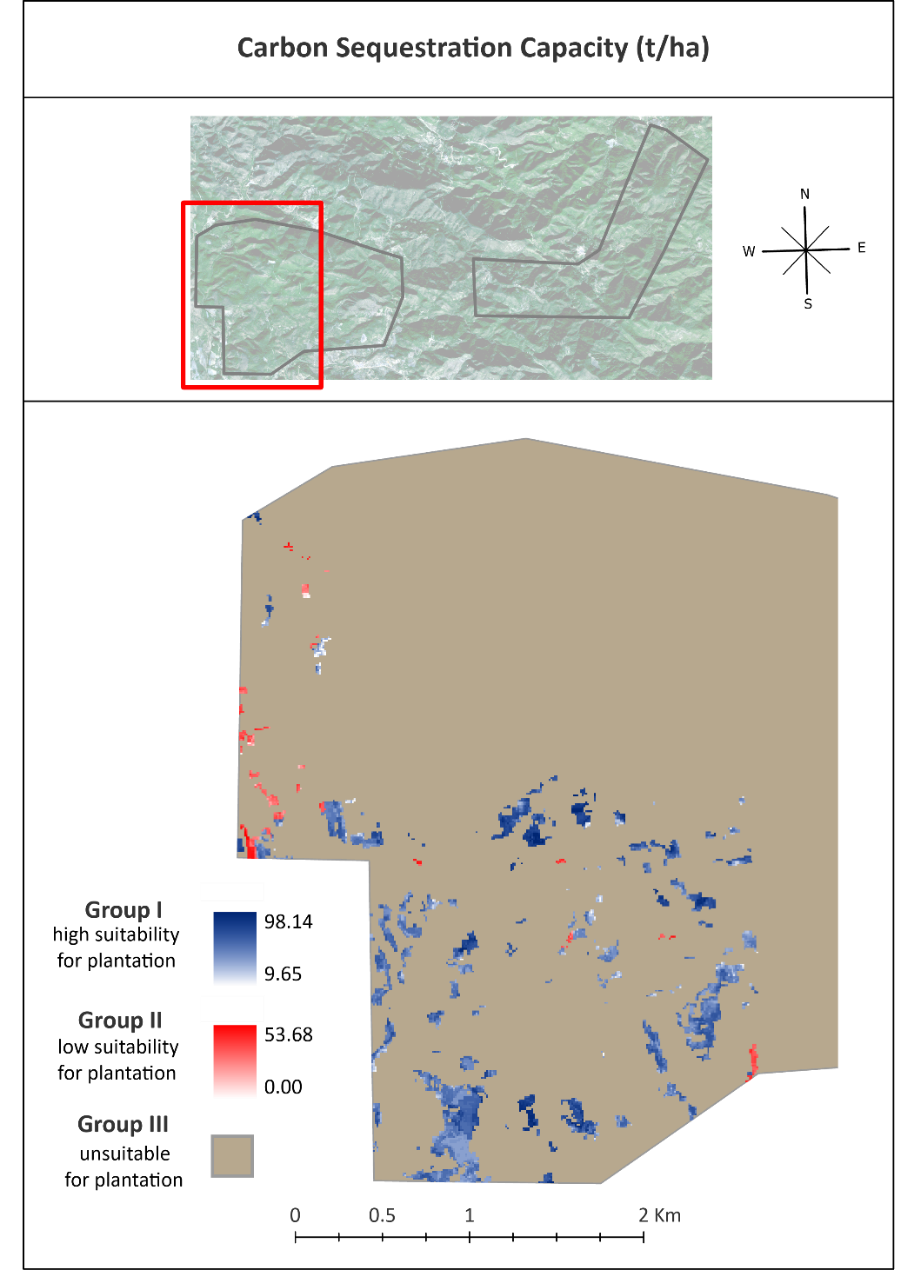 Carbon Sequestration Capacity (t/ha)
N
W
E
S
Group I
high suitability
for plantation
98.14
9.65
Group II
low suitability
for plantation
53.68
0.00
Group III
unsuitable
for plantation
0 0.5 1 2 Km